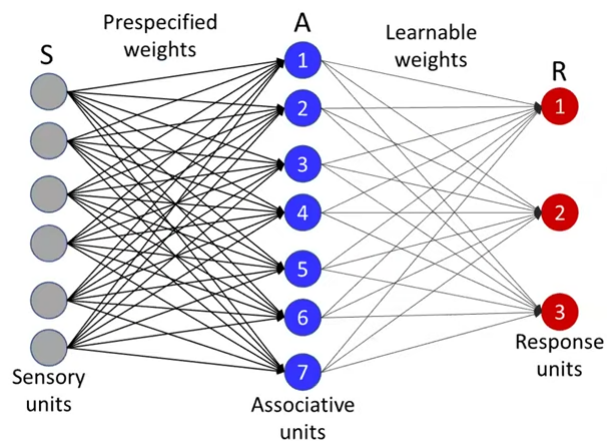 Prespecified
weights
A
Learnable
weights
S
R
1
2
3
4
5
6
7
1
2
3
Sensory
units
Associative
units
Response
units